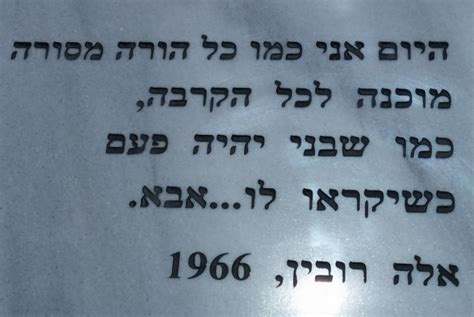 היום אני כמו כל הורה מסורה
מוכנה לכל הקרבה,
כמו שבני יהיה פעם
כשיקראו לו...אבא.
אלה רובין, 1966